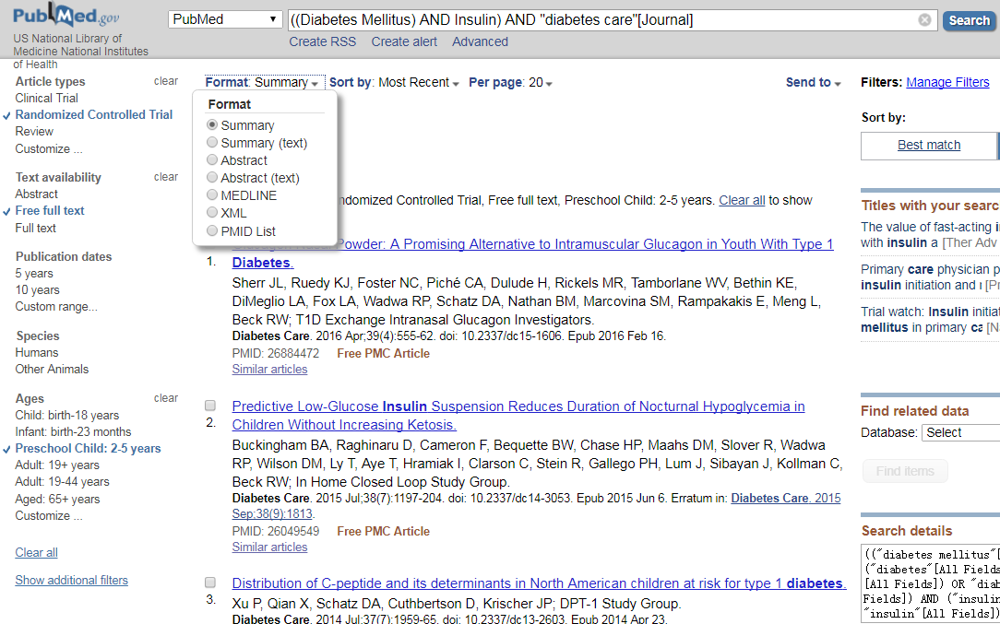 PubMed.gov
US National Library of
Medicine National Institutes
of Health
PubMed
((Diabetes Mellitus) AND Insulin) AND "diabetes care"[Journal]
Search
Create RSS Create alert Advanced
Article types clear
Clinical Trial
Randomized Controlled Trial
Review
Customize ...
Text availability clear
Abstract
Free full text
Full text
Publication dates
5 years
10 years
Custom range...
Species
Humans
Other Animals
Ages clear
Child: birth-18 years
Infant: birth-23 months
Preschool Child: 2-5 years
Adult: 19+ years
Adult: 19-44 years
Aged: 65+ years
Customize ...
Clear all
Show additional filters
Format: Summary Sort by: Most Recent Per page: 20 Send to
Format
Summary
Summary (text)
Abstract
Abstract (text)
MEDLINE
XML
PMID List
Controlled Trial, Free full text, Preschool Child: 2-5 years. Clear all to show
Powder: A Promising Alternative to Intramuscular Glucagon in Youth With Type 1
1. Diabetes.
Sherr JL, Ruedy KJ, Foster NC, Piché CA, Dulude H, Rickels MR, Tamborlane WV, Bethin KE,
DiMeglio LA, Fox LA, Wadwa RP, Schatz DA, Nathan BM, Marcovina SM, Rampakakis E, Meng L,
Beck RW; T1D Exchange Intranasal Glucagon Investigators.
Diabetes Care. 2016 Apr;39(4):555-62. doi: 10.2337/dc15-1606. Epub 2016 Feb 16.
PMID: 26884472 Free PMC Article
Similar articles
Predictive Low-Glucose Insulin Suspension Reduces Duration of Nocturnal Hypoglycemia in
2. Children Without Increasing Ketosis.
Buckingham BA, Raghinaru D, Cameron F, Bequette BW, Chase HP, Maahs DM, Slover R, Wadwa
RP, Wilson DM, Ly T, Aye T, Hramiak I, Clarson C, Stein R, Gallego PH, Lum J, Sibayan J, Kollman C,
Beck RW; In Home Closed Loop Study Group.
Diabetes Care. 2015 Jul;38(7):1197-204. doi: 10.2337/dc14-3053. Epub 2015 Jun 6. Erratum in: Diabetes Care. 2015
Sep;38(9):1813.
PMID: 26049549 Free PMC Article
Similar articles
Distribution of C-peptide and its determinants in North American children at risk for type 1 diabetes.
3. Xu P, Qian X, Schatz DA, Cuthbertson D, Krischer JP; DPT-1 Study Group.
Diabetes Care. 2014 Jul;37(7):1959-65. doi: 10.2337/dc13-2603. Epub 2014 Apr 23.
Filters: Manage Filters
Sort by:
Best match
Titles with your searc
The value of fast-acting i
with insulin a [Ther Adv
Primary care physician p
insulin initiation and
Trial watch: Insulin initia
mellitus in primary ca [N
Find related data
Database: Select
Find items
Search details
(("diabetes mellitus"[
("diabetes"[All Fields
[All Fields]) OR "diab
Fields]) AND ("insulin
"insulin"[All Fields])